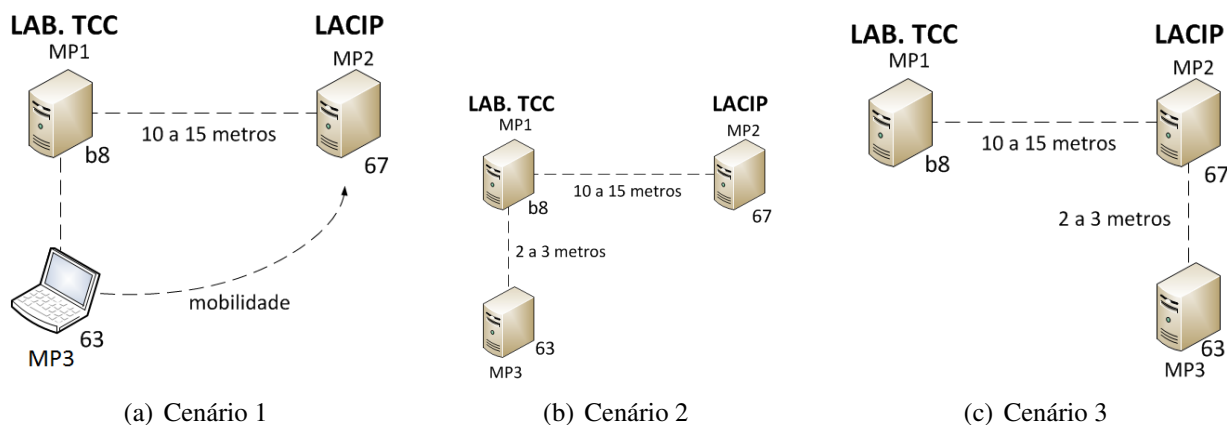 LAB. TCC
MP1
LACIP
MP2
10 a 15 metros
b8
67
mobilidade
63
MP3
(a) Cenário 1
LAB. TCC
MP1
LACIP
MP2
b8
10 a 15 metros
67
2 a 3 metros
63
MP3
(b) Cenário 2
LAB. TCC
MP1
LACIP
MP2
10 a 15 metros
b8
67
2 a 3 metros
63
MP3
(c) Cenário 3